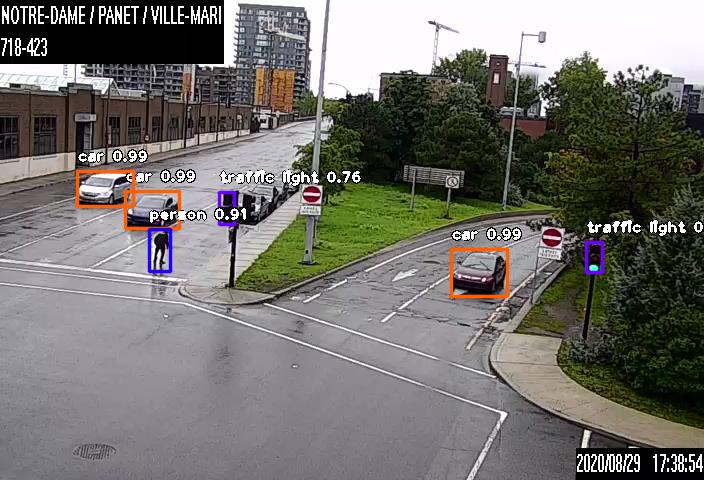 NOTRE-DAME / PANET / VILLE-MARI
718-423
car 0.99
car 0.99
traffic light 0.76
person 0.91
car 0.99
traffic light 0
2020/08/29 17:38:54